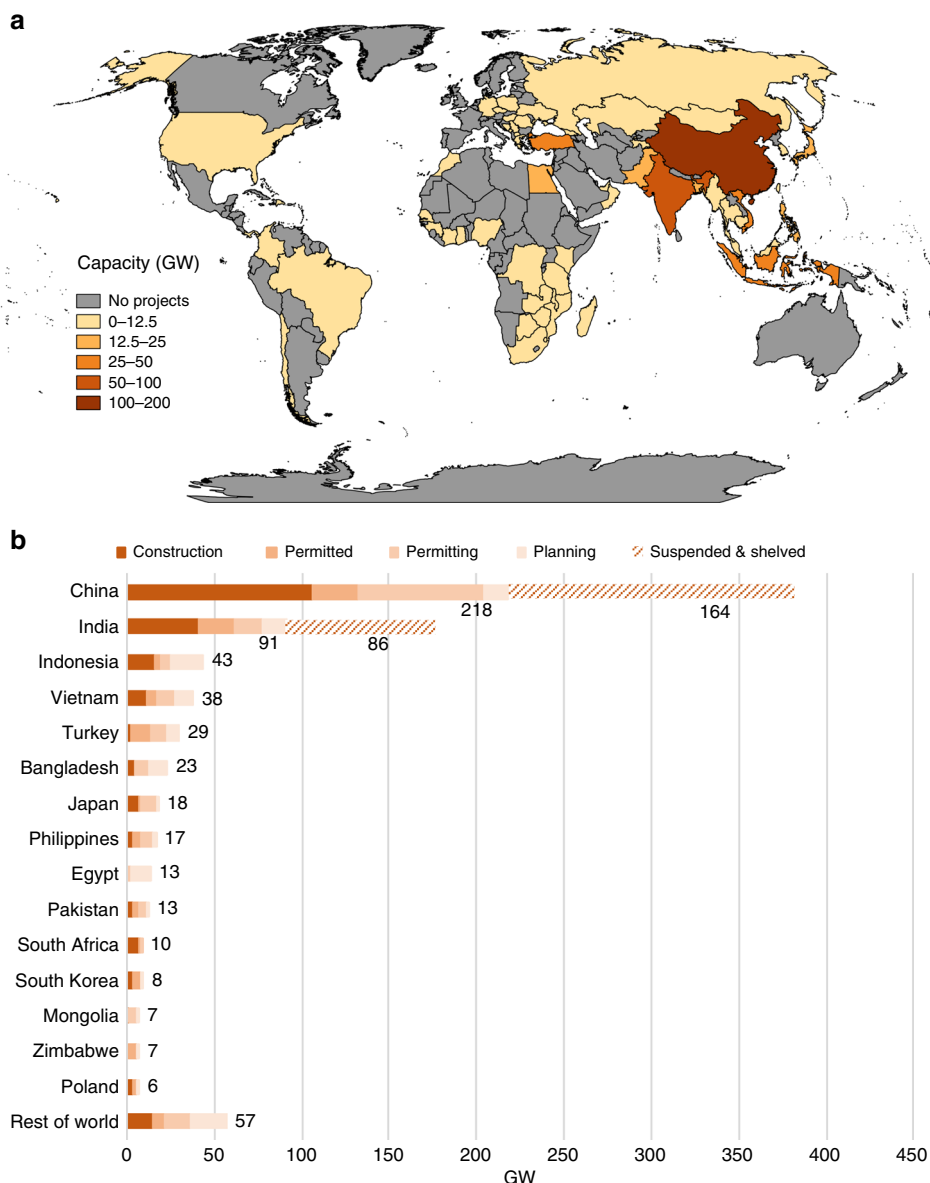 a
Capacity (GW)
No projects
0–12.5
12.5–25
25–50
50–100
100–200
b
Construction Permitted Permitting Planning Suspended & shelved
China
218 164
India
91 86
Indonesia 43
Vietnam 38
Turkey 29
Bangladesh 23
Japan 18
Philippines 17
Egypt 13
Pakistan 13
South Africa 10
South Korea 8
Mongolia 7
Zimbabwe 7
Poland 6
Rest of world 57
0 50 100 150 200 250 300 350 400 450
GW